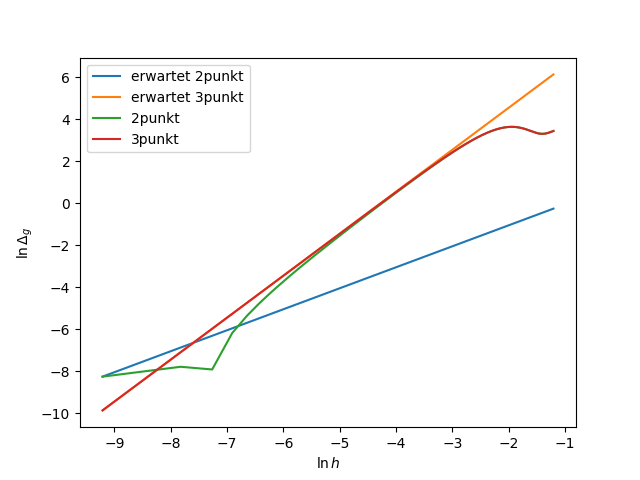 erwartet 2punkt
erwartet 3punkt
2punkt
3punkt
6
4
2
0
−2
−4
−6
−8
−10
ln Δg
−9 −8 −7 −6 −5 −4 −3 −2 −1
ln h